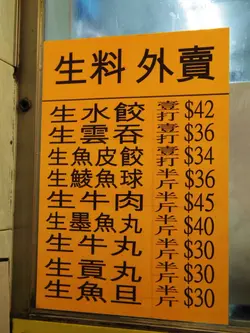 生料 外賣
生水餃 壹打 $42
生雲吞 壹打 $36
生魚皮餃 壹打 $34
生鯪魚球 半斤 $36
生牛肉 半斤 $45
生墨魚丸 半斤 $40
生牛丸 半斤 $30
生貢丸 半斤 $30
生魚旦 半斤 $30